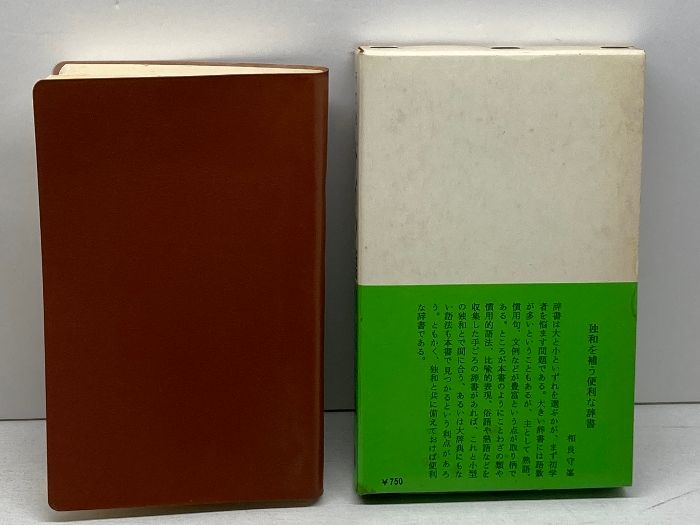 独和を補う便利な辞書
相良守峯
辞書は大と小といずれを選ぶかが、まず初学
者を悩ます問題である。大きい辞書には語数
が多いということもあるが、主として熟語、
慣用句、文例などが豊富という点が取り柄で
ある。ところが本書のようにことわざの類や
慣用的語法、比喩的表現、俗語や熟語などを
収集した手ごろの辞書があれば、これと小型
の独和とで間に合う、あるいは大辞典にもな
い語法も本書で見つかるという利点があろ
う。ともかく、独和と共に備えておけば便利
な辞書である。
￥750